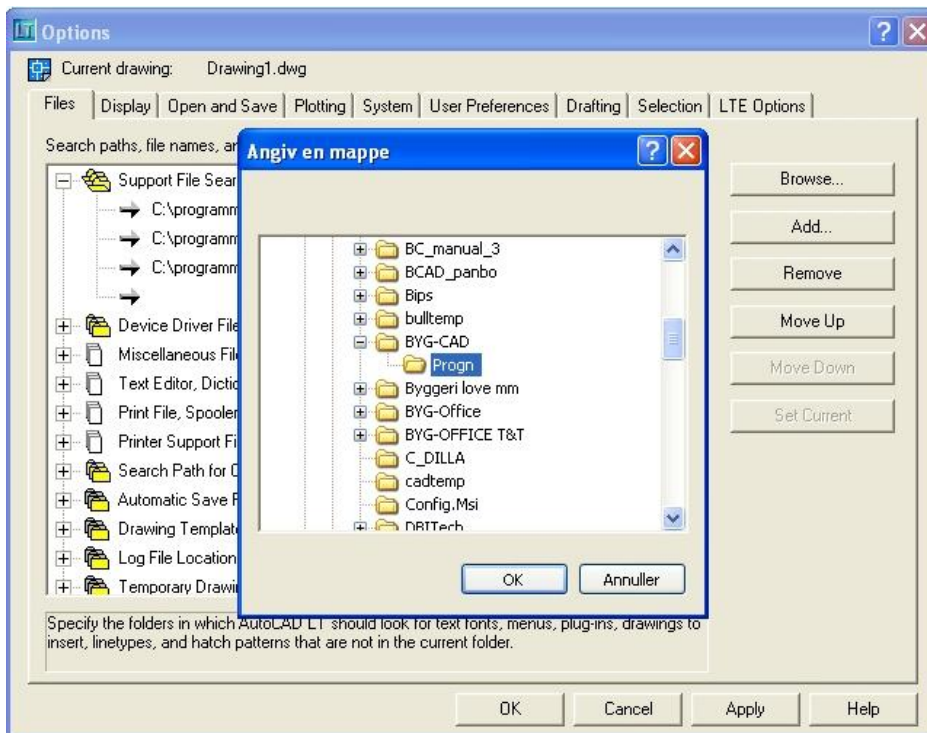 LT Options
Current drawing: Drawing1.dwg
Files Display Open and Save Plotting System User Preferences Drafting Selection LTE Options
Search paths, file names, ar
Support File Sear
C:\programm
C:\programm
C:\programm
Device Driver File
Miscellaneous File
Text Editor, Dictio
Print File, Spooler
Printer Support Fi
Search Path for
Automatic Save F
Drawing Template
Log File Location
Temporary Drawi
Angiv en mappe
BC_manual_3
BCAD_panbo
Bips
bulltemp
BYG-CAD
Progn
Byggeri love mm
BYG-Office
BYG-OFFICE T&T
C_DILLA
cadtemp
Config.Msi
DBITech
OK Annuller
Browse...
Add...
Remove
Move Up
Move Down
Set Current
Specify the folders in which AutoCAD LT should look for text fonts, menus, plug-ins, drawings to
insert, linetypes, and hatch patterns that are not in the current folder.
OK Cancel Apply Help